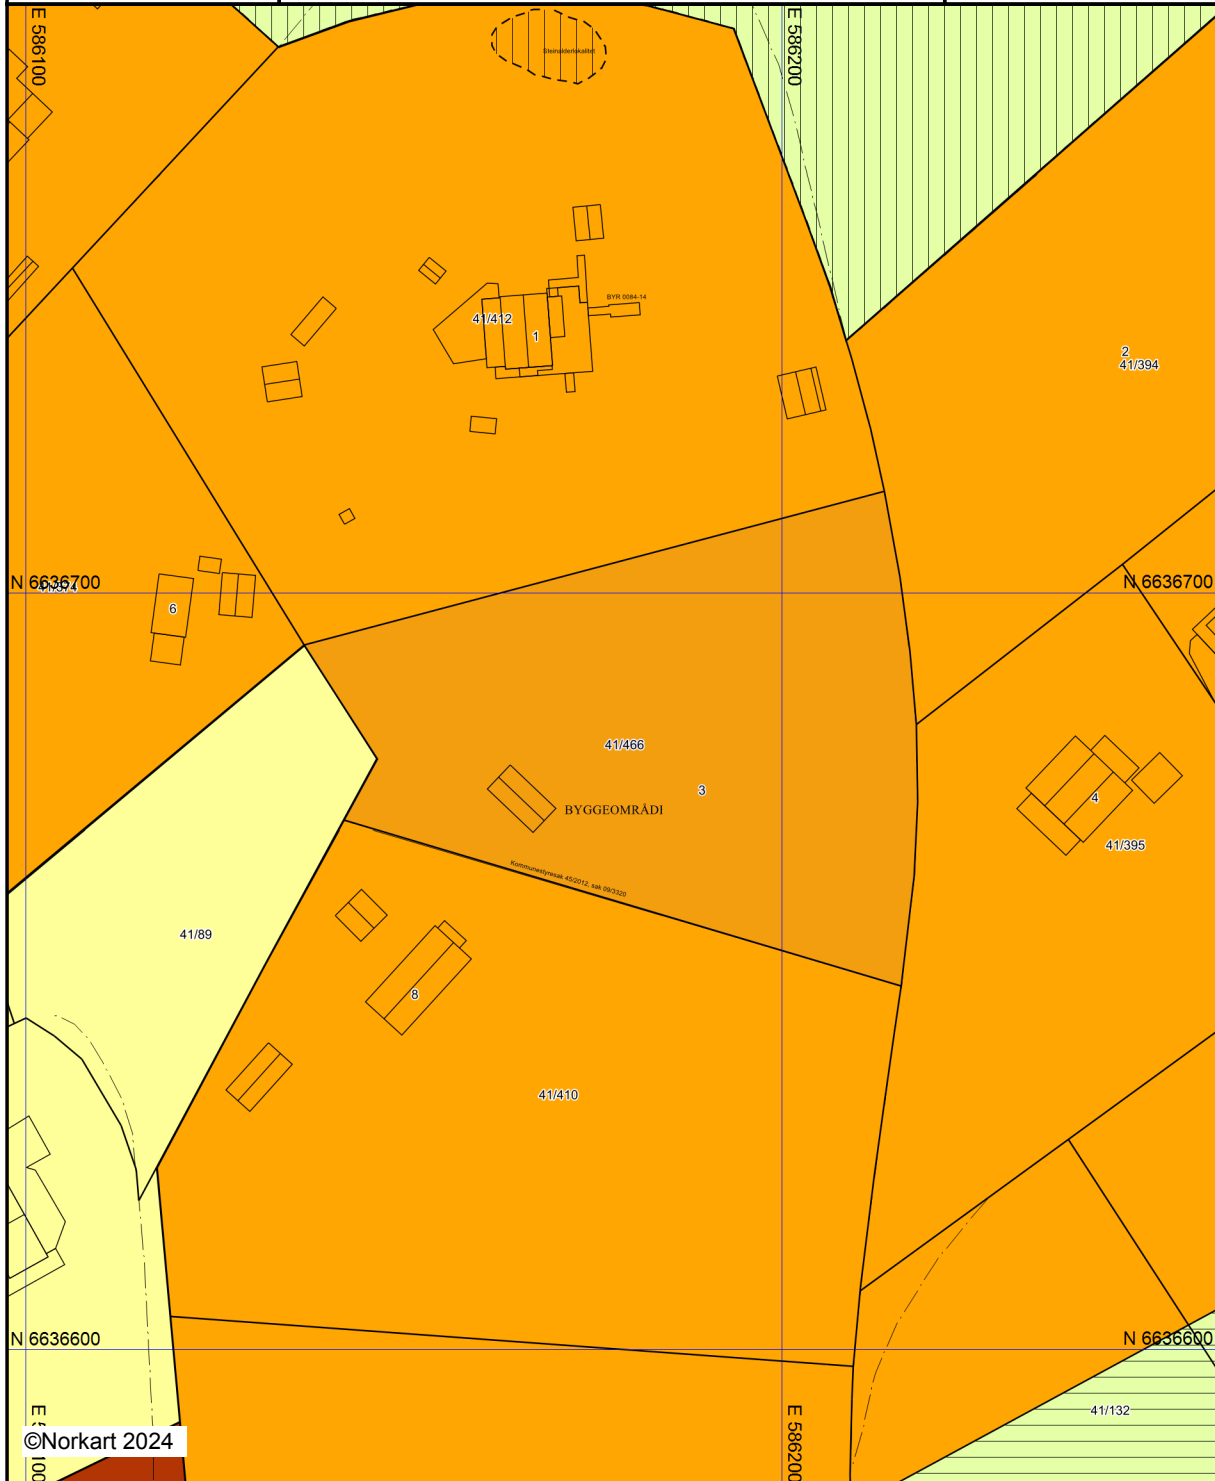 E 586100
E 586200
Steinalderlokalitet
BYR 0084-14
41/412
1
2
41/394
N 6636700
41/374
N 6636700
6
41/466
3
BYGGEOMRÅDI
4
41/395
Kommunestyresak 45/2012, sak 09/3320
41/89
8
41/410
N 6636600
N 6636600
41/132
E 586200
©Norkart 2024